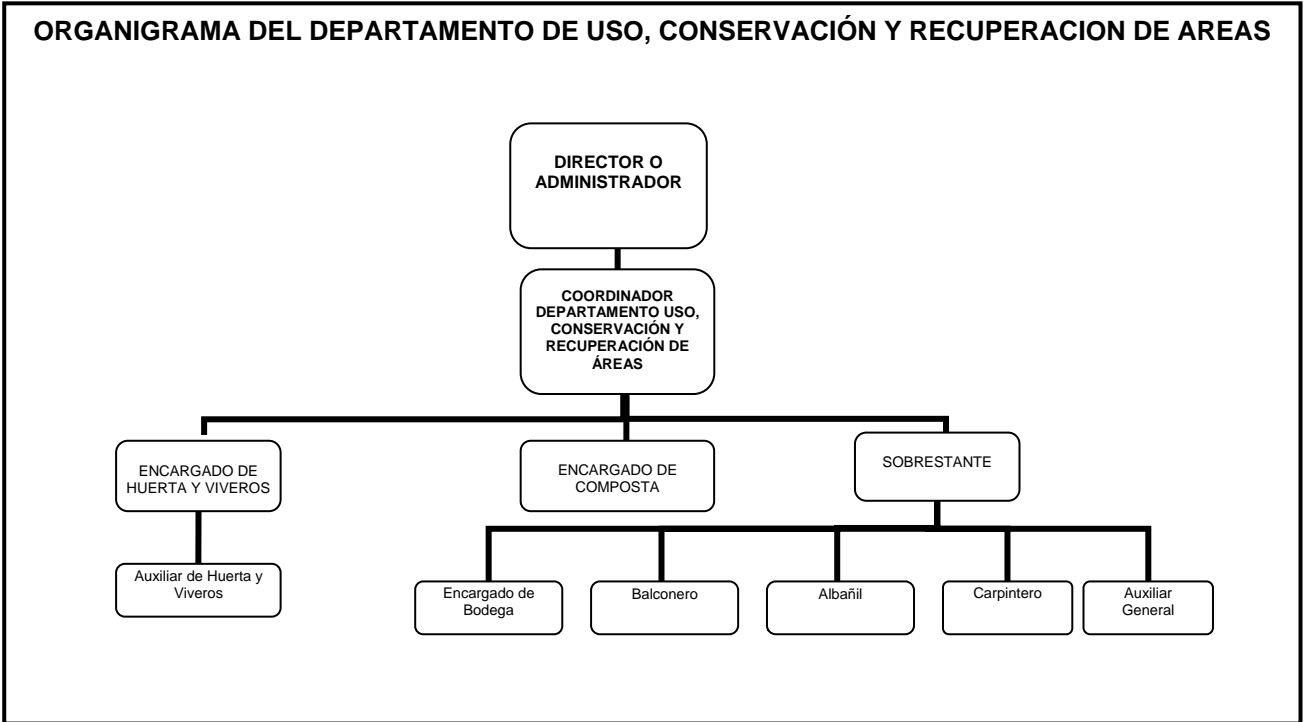 ORGANIGRAMA DEL DEPARTAMENTO DE USO, CONSERVACIÓN Y RECUPERACION DE AREAS
DIRECTOR O
ADMINISTRADOR
COORDINADOR
DEPARTAMENTO USO,
CONSERVACIÓN Y
RECUPERACIÓN DE
ÁREAS
ENCARGADO DE
HUERTA Y VIVEROS
ENCARGADO DE
COMPOSTA
SOBRESTANTE
Auxiliar de Huerta y
Viveros
Encargado de
Bodega
Balconero
Albañil
Carpintero
Auxiliar
General